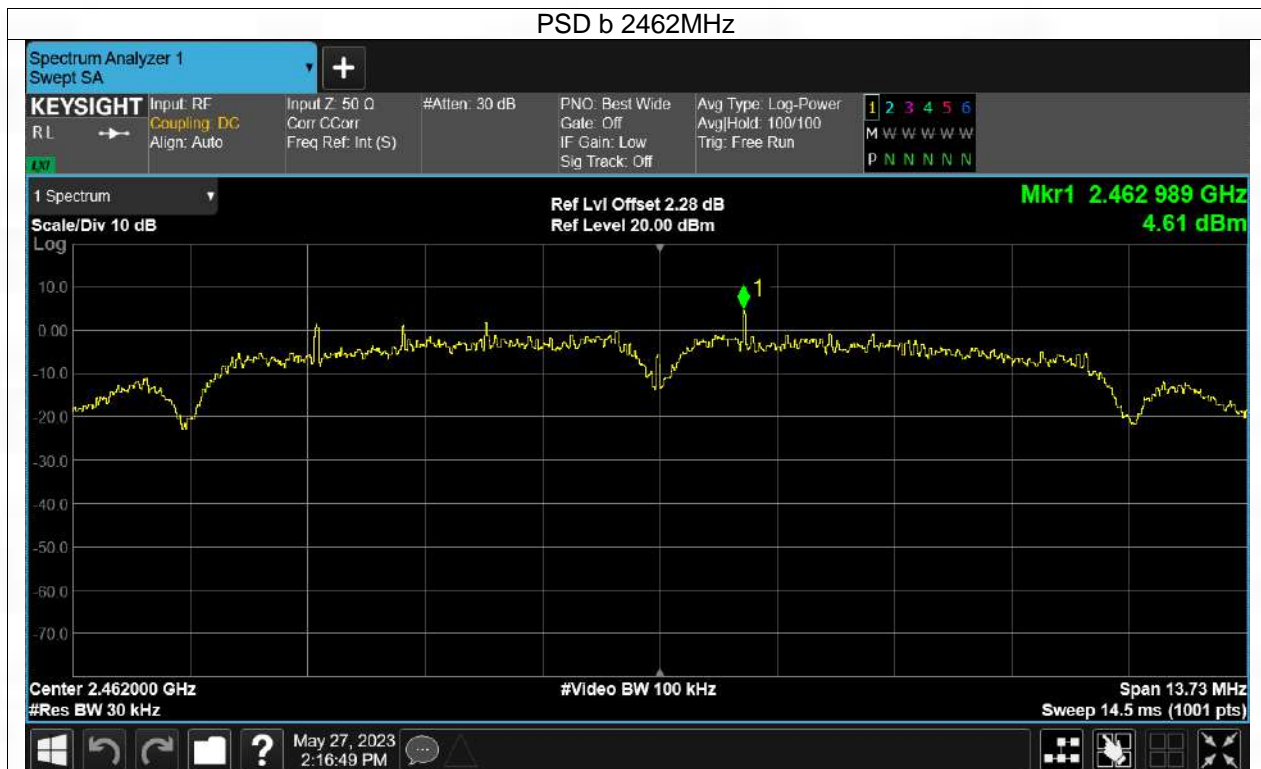 PSD b 2462MHz
Spectrum Analyzer 1
Swept SA
+
KEYSIGHT
RL
LXI
Input: RF
Coupling: DC
Align: Auto
Input Z: 50 Ω
Corr CCorr
Freq Ref: Int (S)
#Atten: 30 dB
PNO: Best Wide
Gate: Off
IF Gain: Low
Sig Track: Off
Avg Type: Log-Power
Avg|Hold: 100/100
Trig: Free Run
1 2 3 4 5 6
M W W W W W
P N N N N N
1 Spectrum
Scale/Div 10 dB
Ref Lvl Offset 2.28 dB
Ref Level 20.00 dBm
Mkr1 2.462 989 GHz
4.61 dBm
Log
10.0
0.00
-10.0
-20.0
-30.0
-40.0
-50.0
-60.0
-70.0
1
Center 2.462000 GHz
#Res BW 30 kHz
#Video BW 100 kHz
Span 13.73 MHz
Sweep 14.5 ms (1001 pts)
?
May 27, 2023
2:16:49 PM